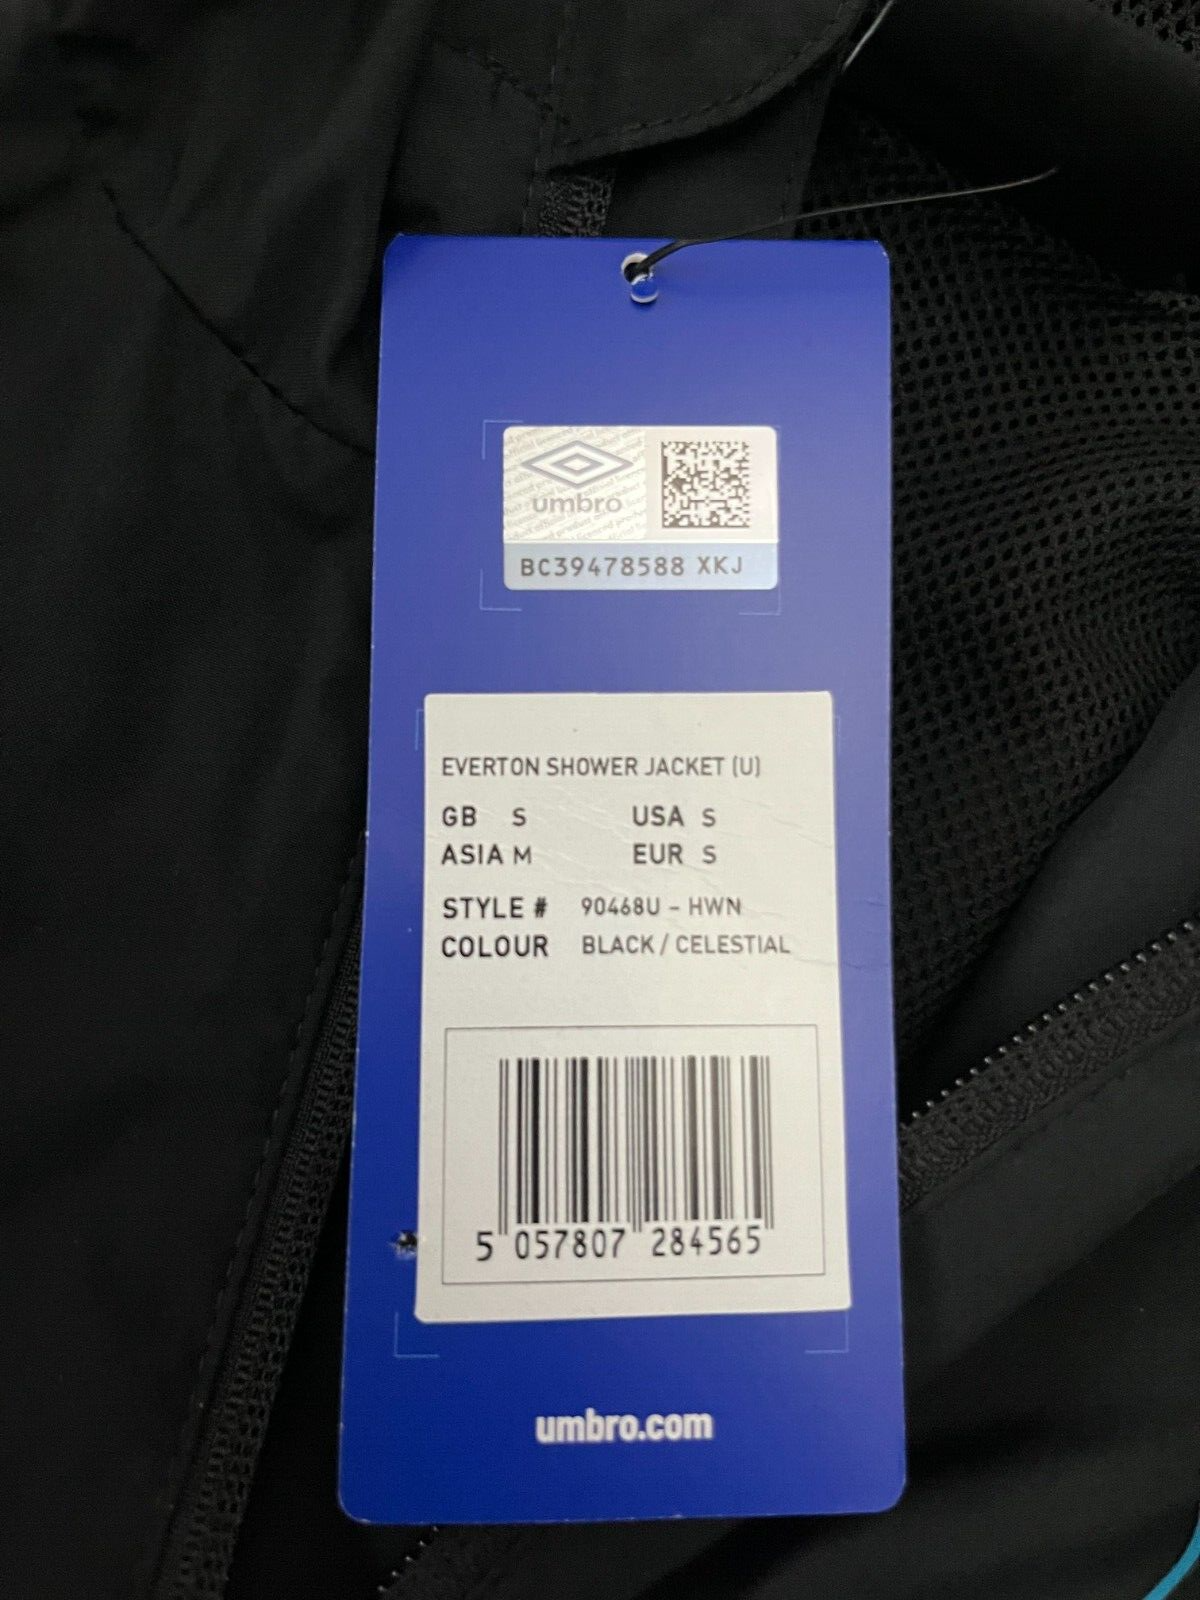 umbro
BC39478588 XKJ
EVERTON SHOWER JACKET (U)
GB S USA S
ASIA M EUR S
STYLE # 90468U - HWN
COLOUR BLACK / CELESTIAL
5 057807 284565
umbro.com